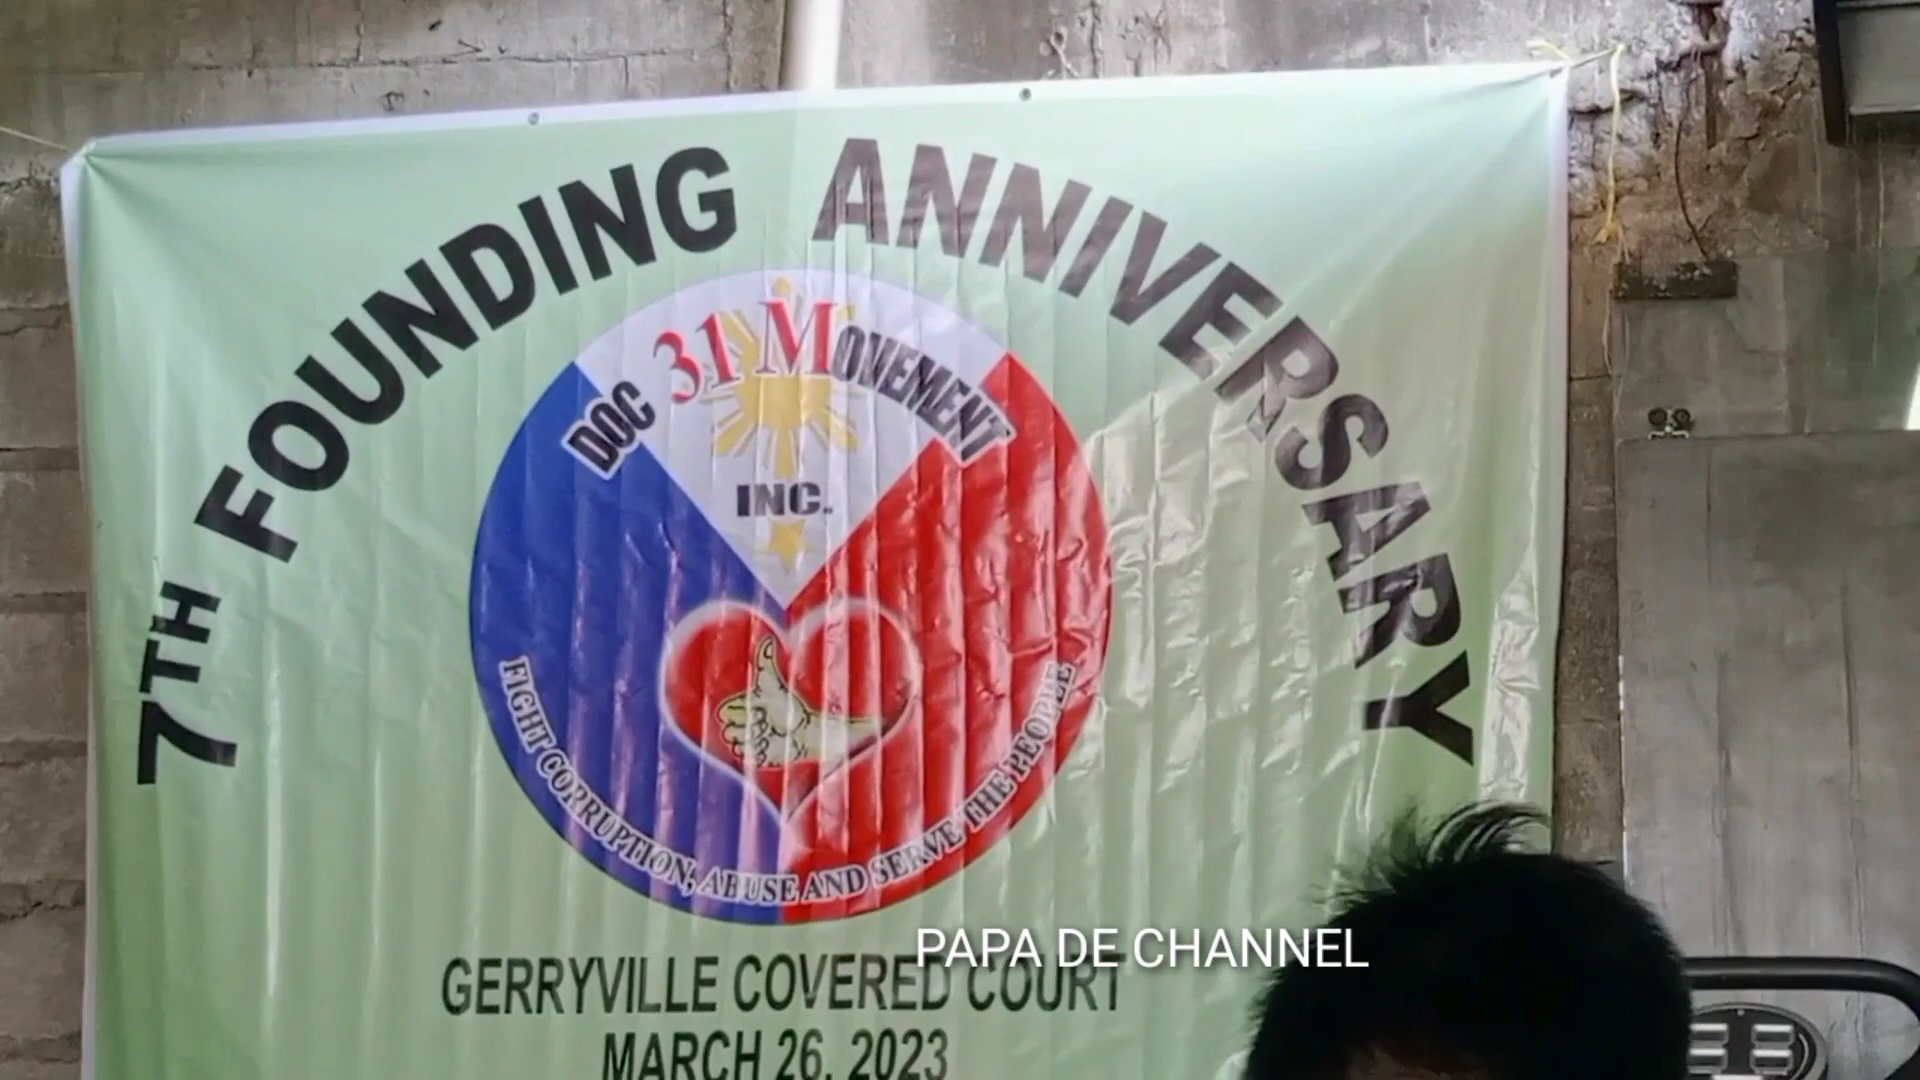 7TH FOUNDING ANNIVERSARY
DOC 31 MOVEMENT
INC.
FIGHT CORRUPTION, ABUSE AND SERVE THE PEOPLE
PAPA DE CHANNEL
GERRYVILLE COVERED COURT
MARCH 26, 2023